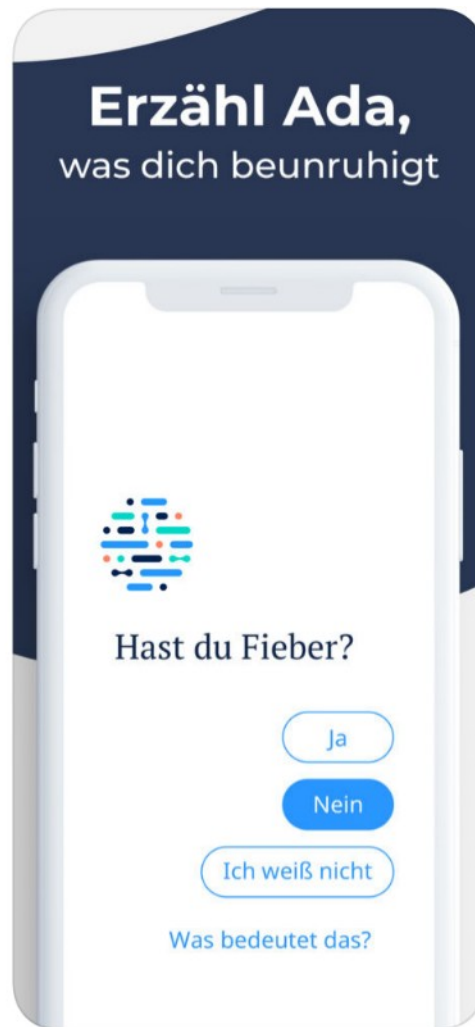 Erzähl Ada,
was dich beunruhigt
Hast du Fieber?
Ja
Nein
Ich weiß nicht
Was bedeutet das?